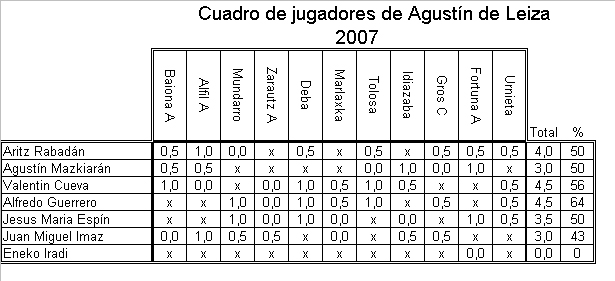 Cuadro de jugadores de Agustín de Leiza
2007
Baiona A Alfil A Mundarro Zarautz A Deba Marlaxka Tolosa Idiazaba Gros C Fortuna A Urnieta Total %
Aritz Rabadán 0,5 1,0 0,0 x 0,5 x 0,5 x 0,5 0,5 0,5 4,0 50
Agustín Mazkiarán 0,5 0,5 x x x x 0,0 1,0 0,0 1,0 x 3,0 50
Valentin Cueva 1,0 0,0 x 0,0 1,0 0,5 1,0 0,5 x x 0,5 4,5 56
Alfredo Guerrero x x 1,0 0,0 1,0 0,5 1,0 x 0,5 x 0,5 4,5 64
Jesus Maria Espín x x 1,0 0,0 1,0 0,0 x 0,0 x 1,0 0,5 3,5 50
Juan Miguel Imaz 0,0 1,0 0,5 0,5 x 0,0 x 0,5 0,5 x x 3,0 43
Eneko Iradi x x x x x x x x x 0,0 x 0,0 0